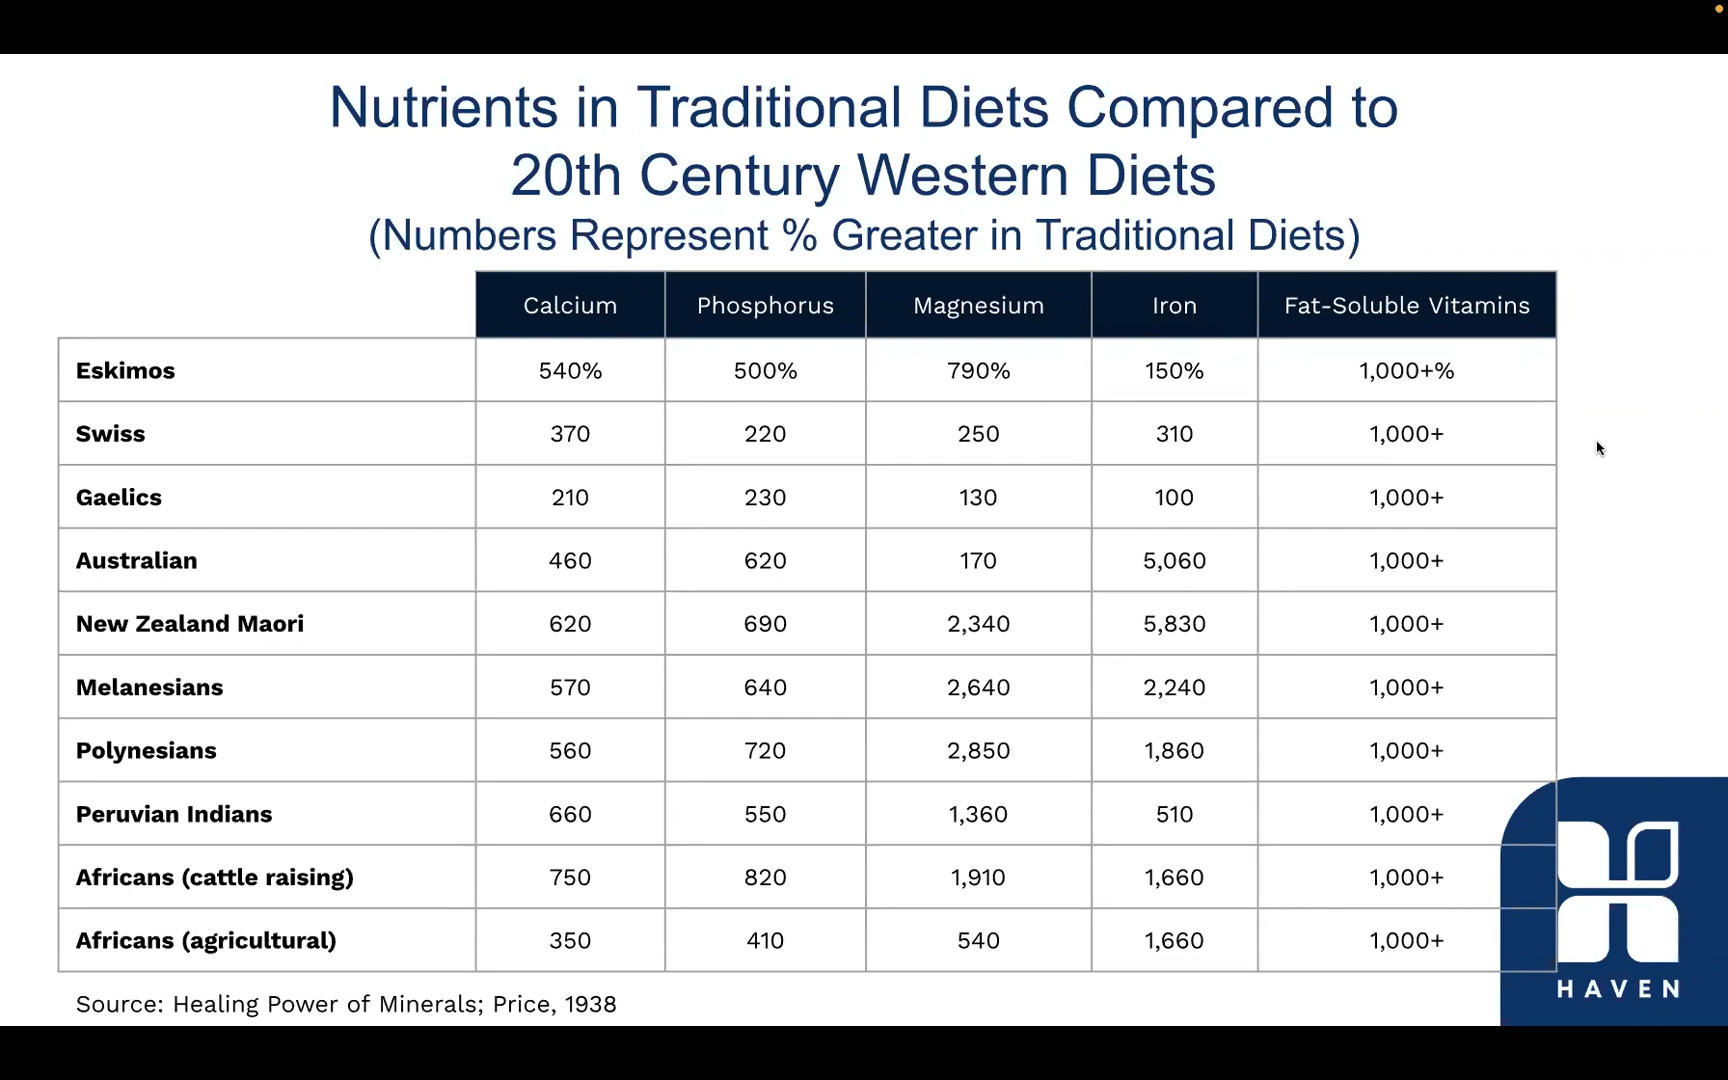 Nutrients in Traditional Diets Compared to
20th Century Western Diets
(Numbers Represent % Greater in Traditional Diets)
Calcium Phosphorus Magnesium Iron Fat-Soluble Vitamins
Eskimos 540% 500% 790% 150% 1,000+%
Swiss 370 220 250 310 1,000+
Gaelics 210 230 130 100 1,000+
Australian 460 620 170 5,060 1,000+
New Zealand Maori 620 690 2,340 5,830 1,000+
Melanesians 570 640 2,640 2,240 1,000+
Polynesians 560 720 2,850 1,860 1,000+
Peruvian Indians 660 550 1,360 510 1,000+
Africans (cattle raising) 750 820 1,910 1,660 1,000+
Africans (agricultural) 350 410 540 1,660 1,000+
HAVEN
Source: Healing Power of Minerals; Price, 1938